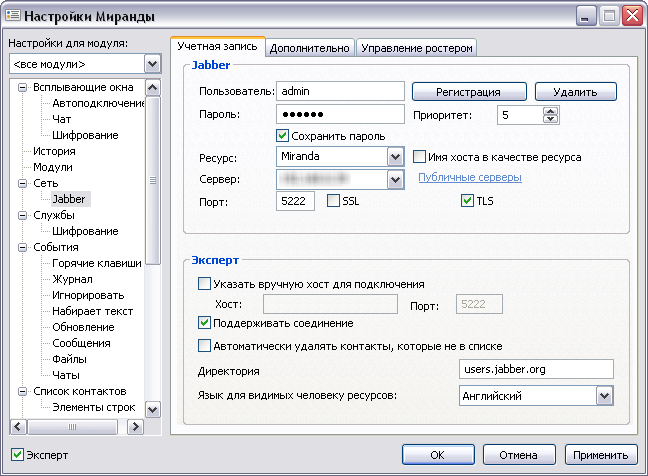 Настройки Миранды
Настройки для модуля:
<все модули>
Всплывающие окна
Автоподключение
Чат
Шифрование
История
Модули
Сеть
Jabber
Службы
Шифрование
События
Горячие клавиши
Журнал
Игнорировать
Набирает текст
Обновление
Сообщения
Файлы
Чаты
Список контактов
Элементы строк
Эксперт
Учетная запись Дополнительно Управление ростером
Jabber
Пользователь: admin Регистрация Удалить
Пароль: ●●●●●● Приоритет: 5
Сохранить пароль
Ресурс: Miranda Имя хоста в качестве ресурса
Сервер: Публичные серверы
Порт: 5222 SSL TLS
Эксперт
Указать вручную хост для подключения
Хост: Порт: 5222
Поддерживать соединение
Автоматически удалять контакты, которые не в списке
Директория users.jabber.org
Язык для видимых человеку ресурсов: Английский
OK Отмена Применить